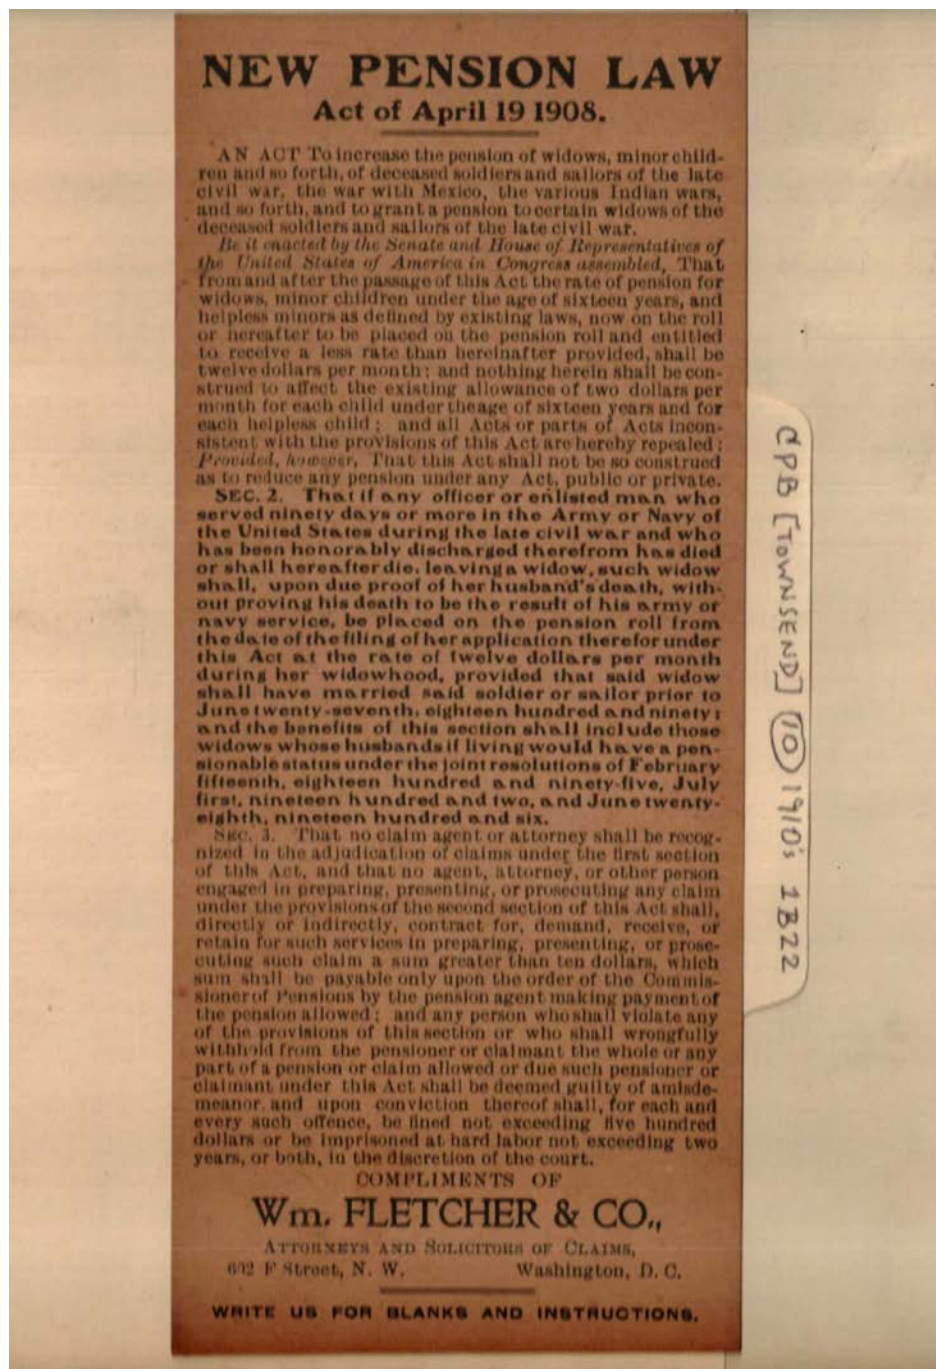 NEW PENSION LAW
Act of April 19 1908.
AN ACT To increase the pension of widows, minor child-
ren and so forth, of deceased soldiers and sailors of the late
civil war, the war with Mexico, the various Indian wars,
and so forth, and to grant a pension to certain widows of the
deceased soldiers and sailors of the late civil war.
Be it enacted by the Senate and House of Representatives of
the United States of America in Congress assembled, That
from and after the passage of this Act the rate of pension for
widows, minor children under the age of sixteen years, and
helpless minors as defined by existing laws, now on the roll
or hereafter to be placed on the pension roll and entitled
to receive a less rate than hereinafter provided, shall be
twelve dollars per month; and nothing herein shall be con-
strued to affect the existing allowance of two dollars per
month for each child under the age of sixteen years and for
each helpless child; and all Acts or parts of Acts incon-
sistent with the provisions of this Act are hereby repealed:
Provided, however, That this Act shall not be so construed
as to reduce any pension under any Act, public or private.
SEC. 2. That if any officer or enlisted man who
served ninety days or more in the Army or Navy of
the United States during the late civil war and who
has been honorably discharged therefrom has died
or shall hereafter die, leaving a widow, such widow
shall, upon due proof of her husband's death, with-
out proving his death to be the result of his army or
navy service, be placed on the pension roll from
the date of the filing of her application therefor under
this Act at the rate of twelve dollars per month
during her widowhood, provided that said widow
shall have married said soldier or sailor prior to
June twenty-seventh, eighteen hundred and ninety;
and the benefits of this section shall include those
widows whose husbands if living would have a pen-
sionable status under the joint resolutions of February
fifteenth, eighteen hundred and ninety-five, July
first, nineteen hundred and two, and June twenty-
eighth, nineteen hundred and six.
SEC. 3. That no claim agent or attorney shall be recog-
nized in the adjudication of claims under the first section
of this Act, and that no agent, attorney, or other person
engaged in preparing, presenting, or prosecuting any claim
under the provisions of the second section of this Act shall,
directly or indirectly, contract for, demand, receive, or
retain for such services in preparing, presenting, or prose-
cuting such claim a sum greater than ten dollars, which
sum shall be payable only upon the order of the Commis-
sioner of Pensions by the pension agent making payment of
the pension allowed; and any person who shall violate any
of the provisions of this section or who shall wrongfully
withhold from the pensioner or claimant the whole or any
part of a pension or claim allowed or due such pensioner or
claimant under this Act shall be deemed guilty of a misde-
meanor, and upon conviction thereof shall, for each and
every such offence, be fined not exceeding five hundred
dollars or be imprisoned at hard labor not exceeding two
years, or both, in the discretion of the court.
COMPLIMENTS OF
Wm. FLETCHER & CO.,
ATTORNEYS AND SOLICITORS OF CLAIMS,
602 F Street, N. W. Washington, D. C.
WRITE US FOR BLANKS AND INSTRUCTIONS.
CPB [TOWNSEND] 10 1910's 1B22